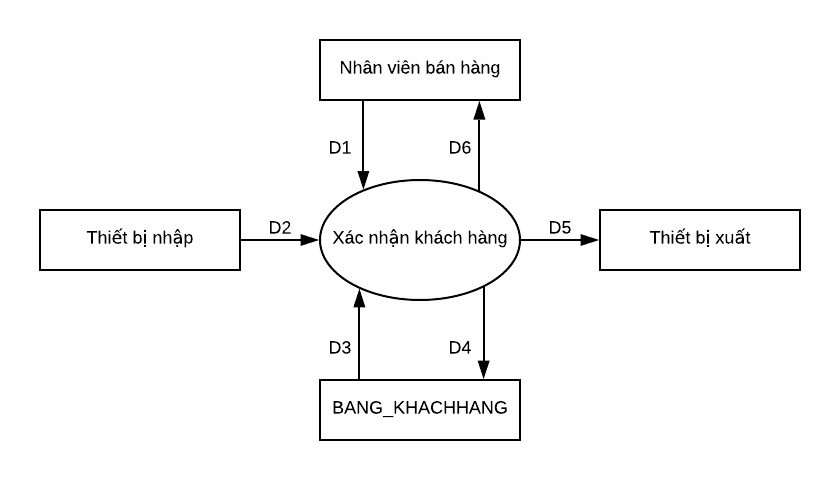 Nhân viên bán hàng
D1
D6
Thiết bị nhập
D2
Xác nhận khách hàng
D5
Thiết bị xuất
D3
D4
BANG_KHACHHANG